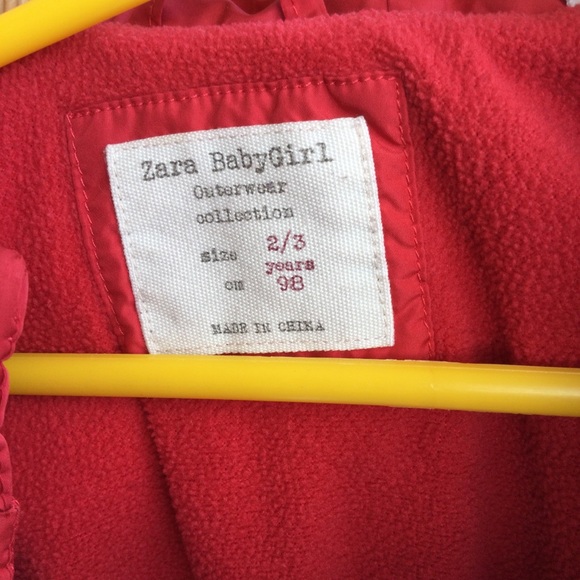 Zara BabyGirl
Outerwear
collection
size 2/3
years
cm 98
MADE IN CHINA